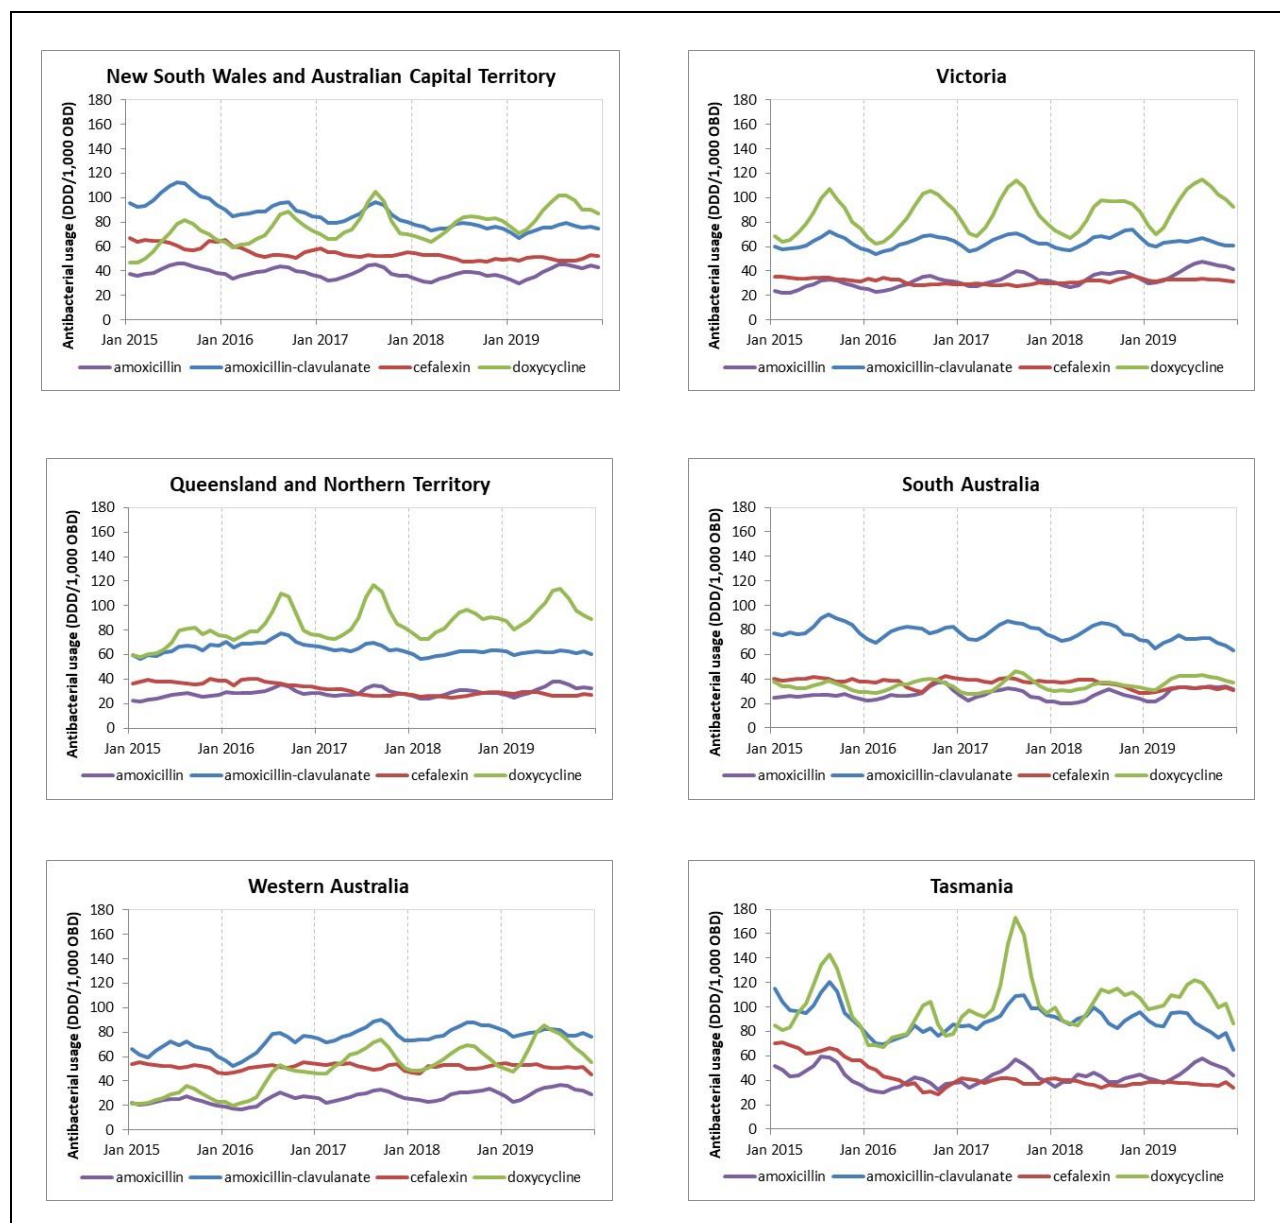 New South Wales and Australian Capital Territory
Antibacterial usage (DDD/1,000 OBD)
180
160
140
120
100
80
60
40
20
0
Jan 2015 Jan 2016 Jan 2017 Jan 2018 Jan 2019
amoxicillin amoxicillin-clavulanate cefalexin doxycycline
Victoria
Antibacterial usage (DDD/1,000 OBD)
180
160
140
120
100
80
60
40
20
0
Jan 2015 Jan 2016 Jan 2017 Jan 2018 Jan 2019
amoxicillin amoxicillin-clavulanate cefalexin doxycycline
Queensland and Northern Territory
Antibacterial usage (DDD/1,000 OBD)
180
160
140
120
100
80
60
40
20
0
Jan 2015 Jan 2016 Jan 2017 Jan 2018 Jan 2019
amoxicillin amoxicillin-clavulanate cefalexin doxycycline
South Australia
Antibacterial usage (DDD/1,000 OBD)
180
160
140
120
100
80
60
40
20
0
Jan 2015 Jan 2016 Jan 2017 Jan 2018 Jan 2019
amoxicillin amoxicillin-clavulanate cefalexin doxycycline
Western Australia
Antibacterial usage (DDD/1,000 OBD)
180
160
140
120
100
80
60
40
20
0
Jan 2015 Jan 2016 Jan 2017 Jan 2018 Jan 2019
amoxicillin amoxicillin-clavulanate cefalexin doxycycline
Tasmania
Antibacterial usage (DDD/1,000 OBD)
180
160
140
120
100
80
60
40
20
0
Jan 2015 Jan 2016 Jan 2017 Jan 2018 Jan 2019
amoxicillin amoxicillin-clavulanate cefalexin doxycycline